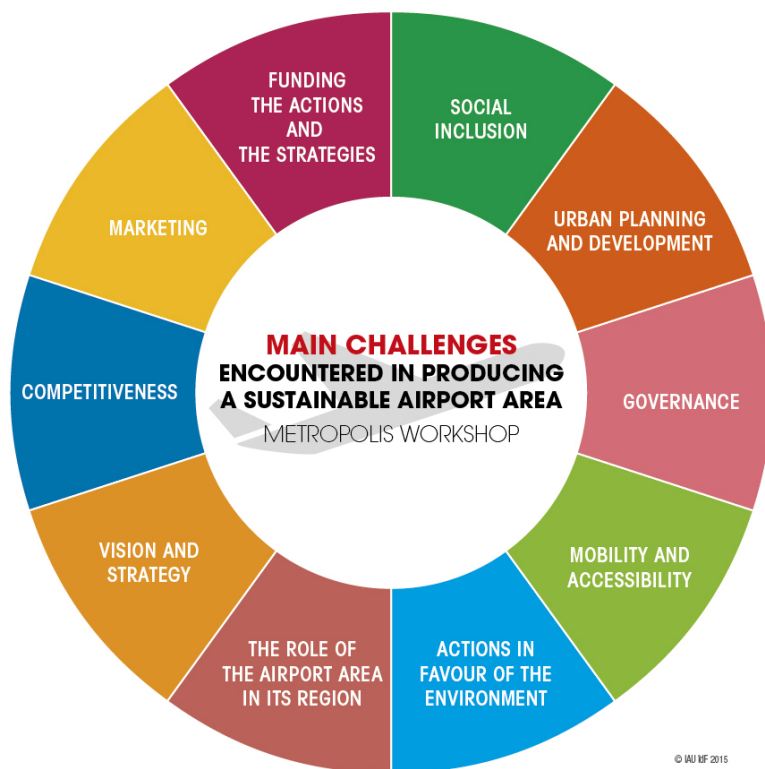 FUNDING
THE ACTIONS
AND
THE STRATEGIES
SOCIAL
INCLUSION
URBAN PLANNING
AND DEVELOPMENT
GOVERNANCE
MOBILITY AND
ACCESSIBILITY
ACTIONS IN
FAVOUR OF THE
ENVIRONMENT
THE ROLE OF
THE AIRPORT AREA
IN ITS REGION
VISION AND
STRATEGY
COMPETITIVENESS
MARKETING
MAIN CHALLENGES
ENCOUNTERED IN PRODUCING
A SUSTAINABLE AIRPORT AREA
METROPOLIS WORKSHOP
© IAU îdF 2015